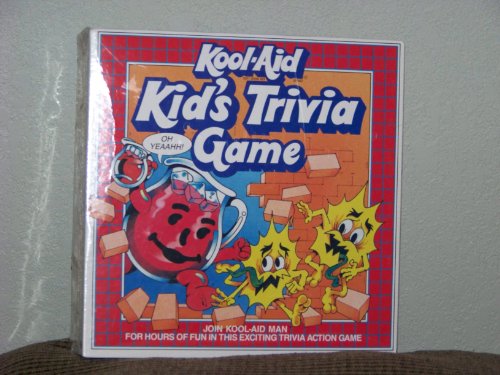 Kool-Aid
Kid's Trivia
Game
OH
YEAAHH!
JOIN KOOL-AID MAN
FOR HOURS OF FUN IN THIS EXCITING TRIVIA ACTION GAME